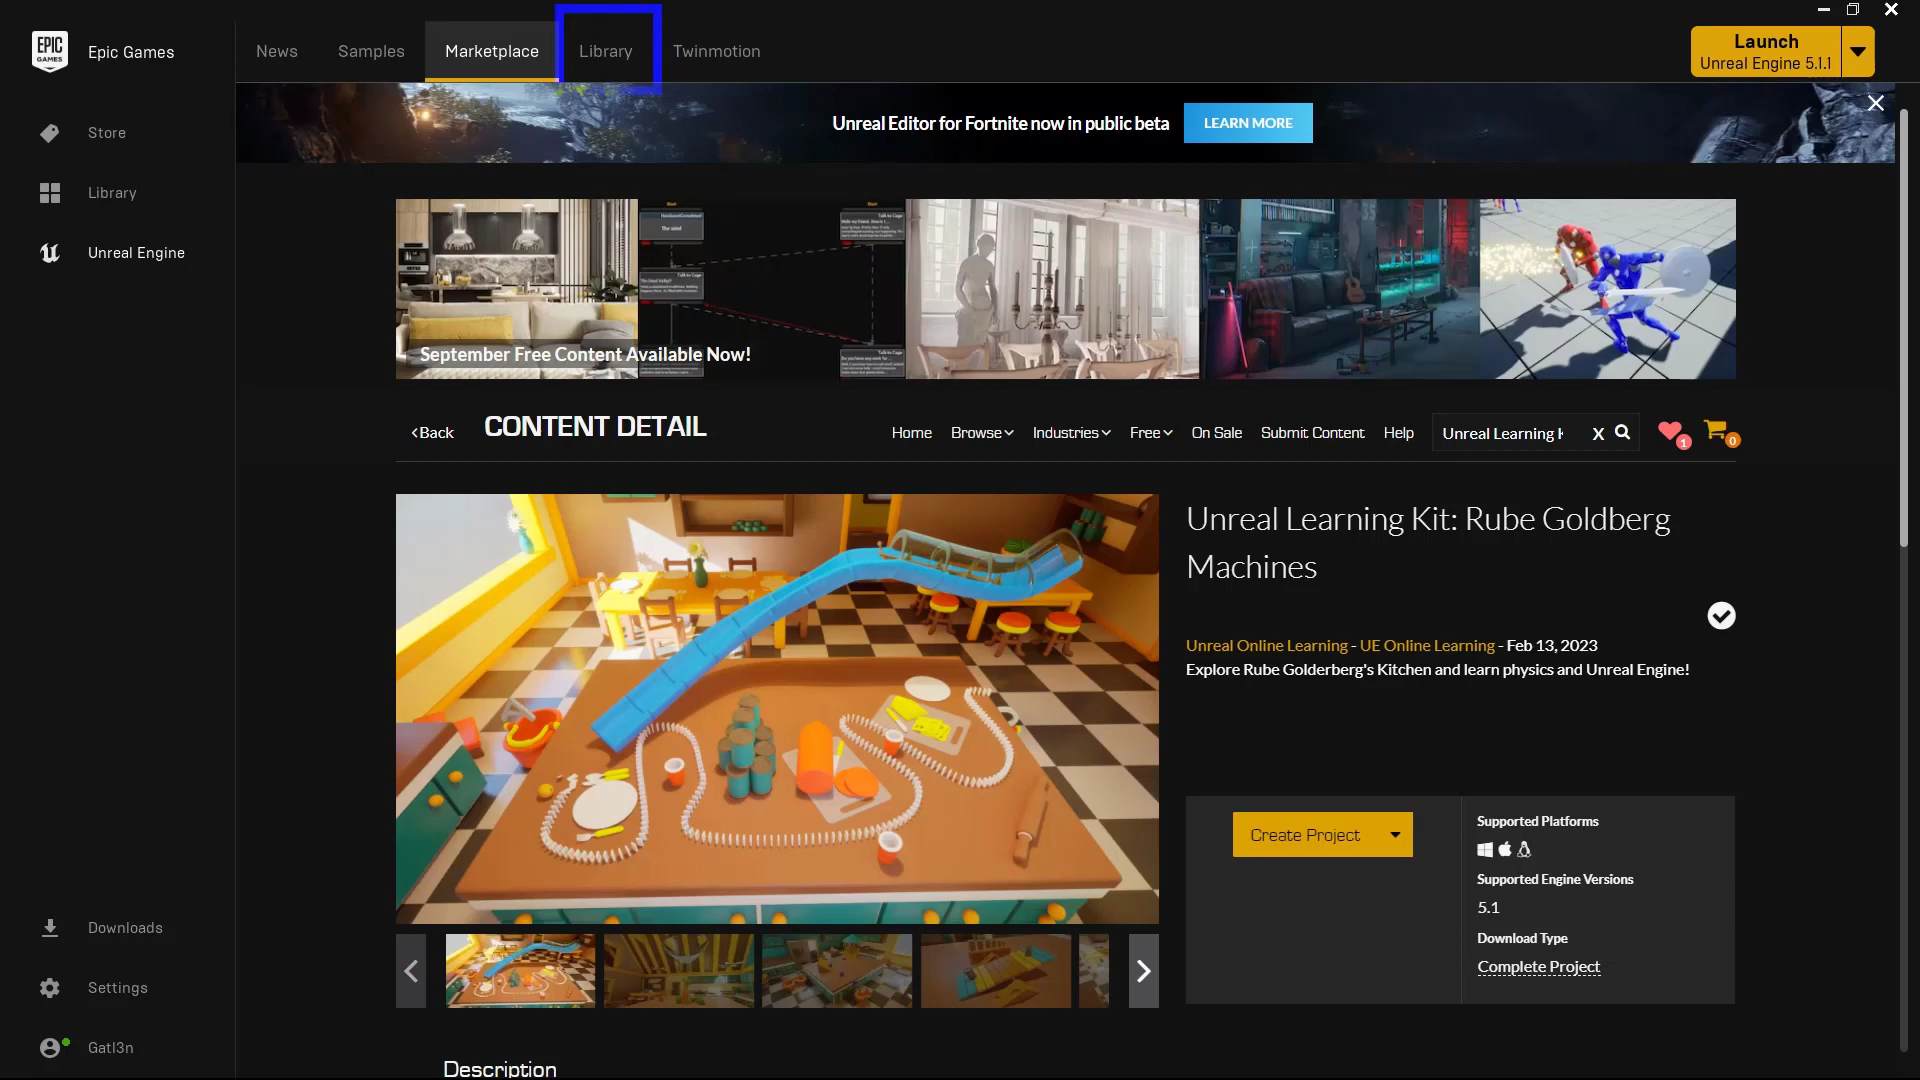 EPIC
GAMES
Epic Games
News
Samples
Marketplace
Library
Twinmotion
Launch
Unreal Engine 5.1.1
Store
Library
Unreal Engine
Unreal Editor for Fortnite now in public beta
LEARN MORE
September Free Content Available Now!
<Back
CONTENT DETAIL
Home
Browse
Industries
Free
On Sale
Submit Content
Help
Unreal Learning K
X
1
0
Unreal Learning Kit: Rube Goldberg
Machines
Unreal Online Learning - UE Online Learning - Feb 13, 2023
Explore Rube Golderberg's Kitchen and learn physics and Unreal Engine!
Create Project
Supported Platforms
Supported Engine Versions
5.1
Download Type
Complete Project
Downloads
Settings
Gatl3n
Description